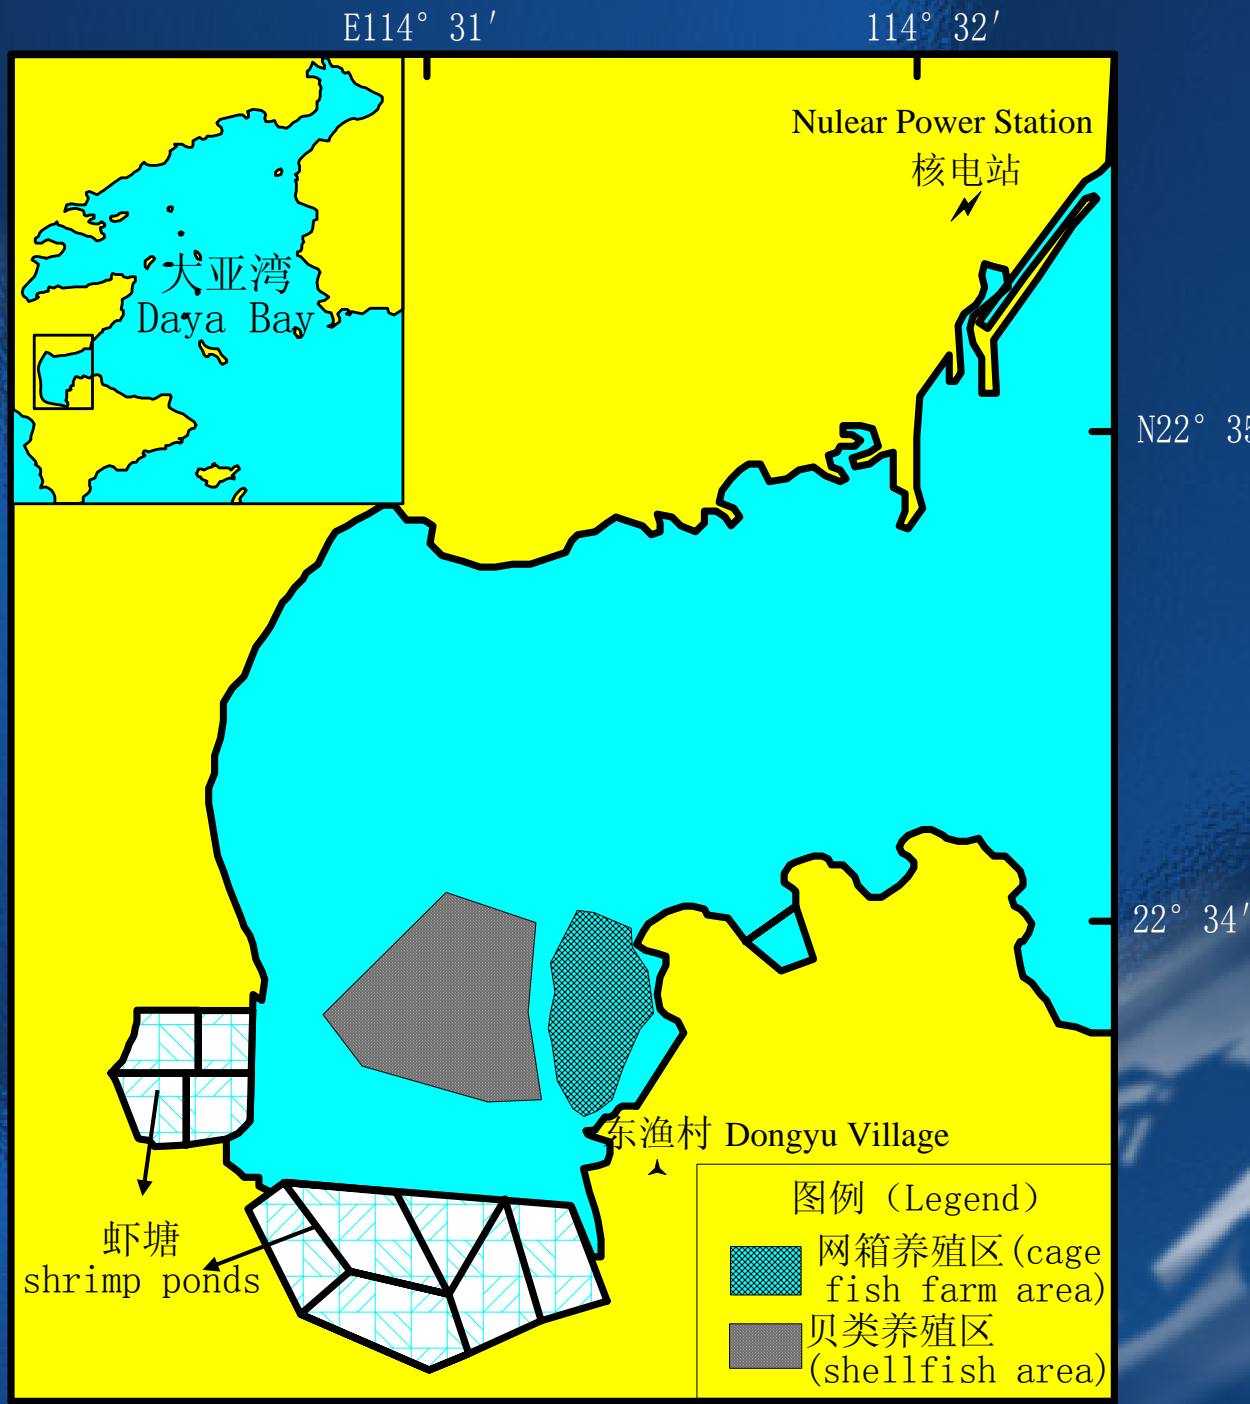 E114° 31′
114° 32′
Nulear Power Station
核电站
大亚湾
Daya Bay
N22° 35
22° 34′
东渔村 Dongyu Village
虾塘
shrimp ponds
图例（Legend）
网箱养殖区(cage
fish farm area)
贝类养殖区
(shellfish area)